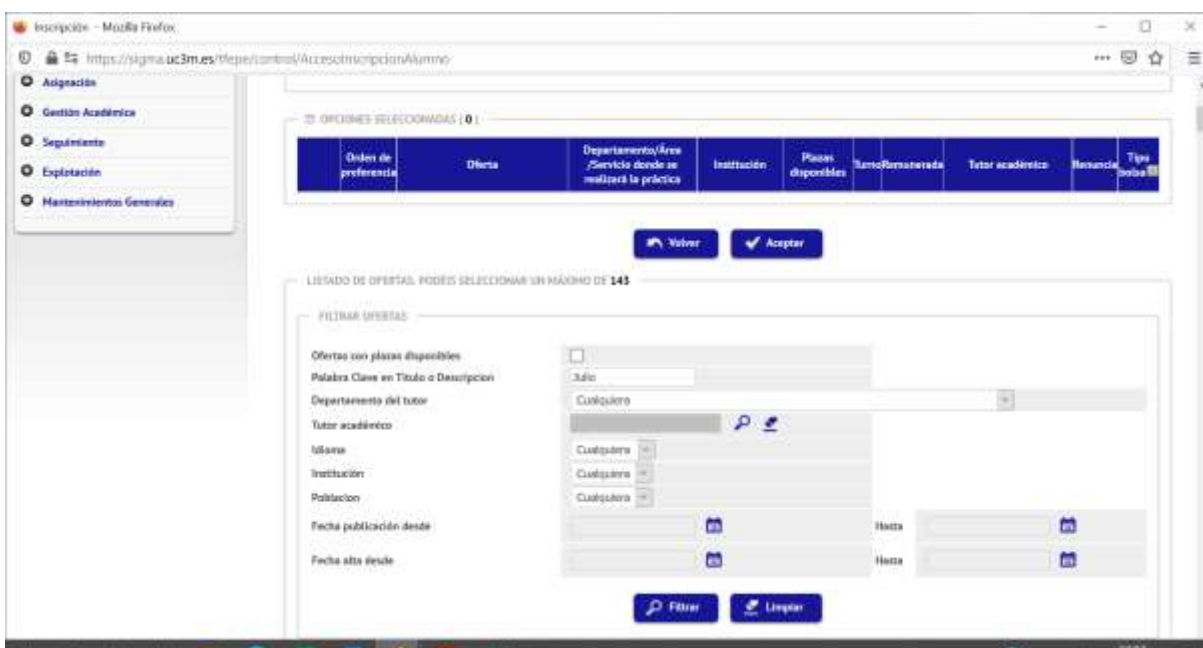 Inscripción - Mozilla Firefox
https://sigma.uc3m.es/tfepe/control/AccesoInscripcionAlumno
Asignación
Gestión Académica
Seguimiento
Explotación
Mantenimientos Generales
OPCIONES SELECCIONADAS ( 0 )
Orden de preferencia
Oferta
Departamento/Área /Servicio donde se realizará la práctica
Institución
Plazas disponibles
Turno
Remunerada
Tutor académico
Renuncia
Tipo bolsa
Volver
Aceptar
LISTADO DE OFERTAS. PODÉIS SELECCIONAR UN MÁXIMO DE 143
FILTRAR OFERTAS
Ofertas con plazas disponibles
Palabra Clave en Titulo o Descripcion
Julio
Departamento del tutor
Cualquiera
Tutor académico
Idioma
Cualquiera
Institución
Cualquiera
Poblacion
Cualquiera
Fecha publicación desde
Hasta
Fecha alta desde
Hasta
Filtrar
Limpiar